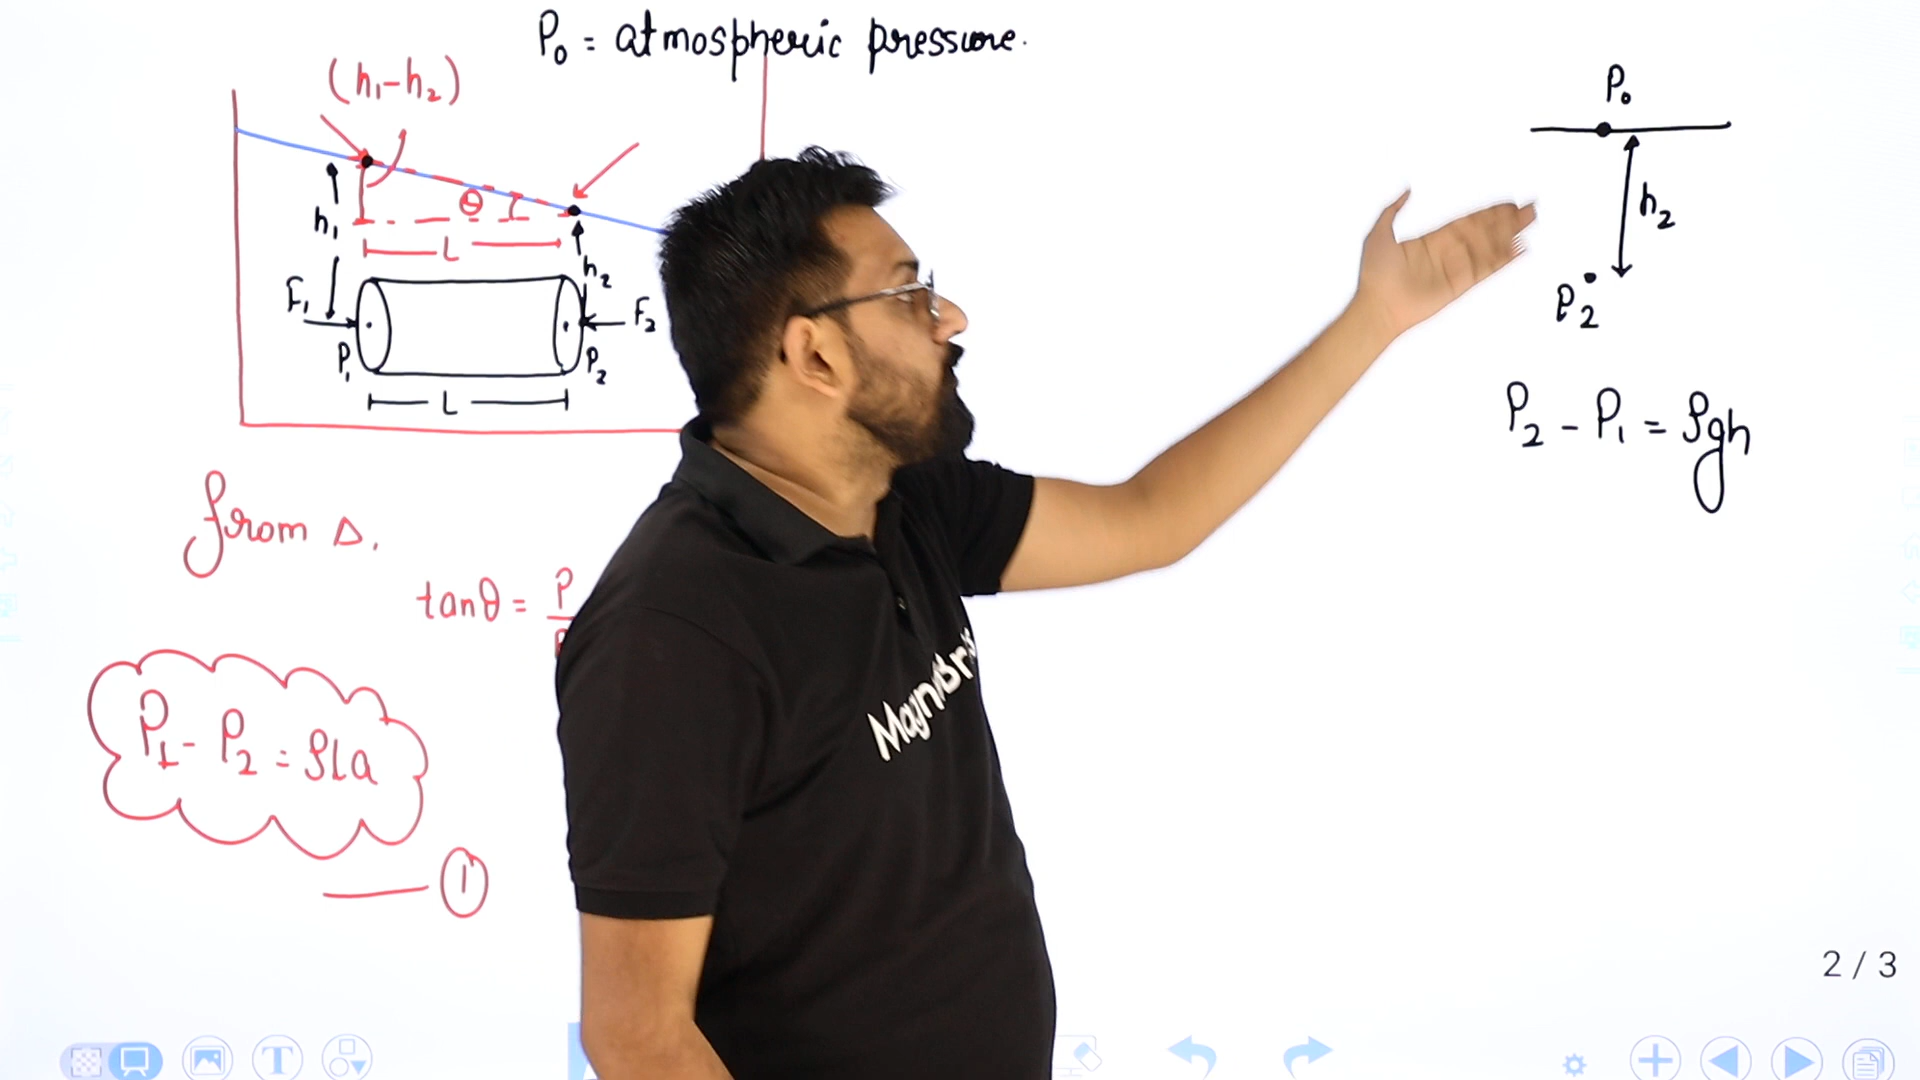 P₀ = atmospheric pressure.
(h₁-h₂)
P₀
h₁
θ
h₂
L
h₂
F₁
F₂
P₂
P₁
P₂
L
P₂ - P₁ = ρgh
from Δ,
tanθ = P
P₁ - P₂ = ρLa
①
2 / 3
T